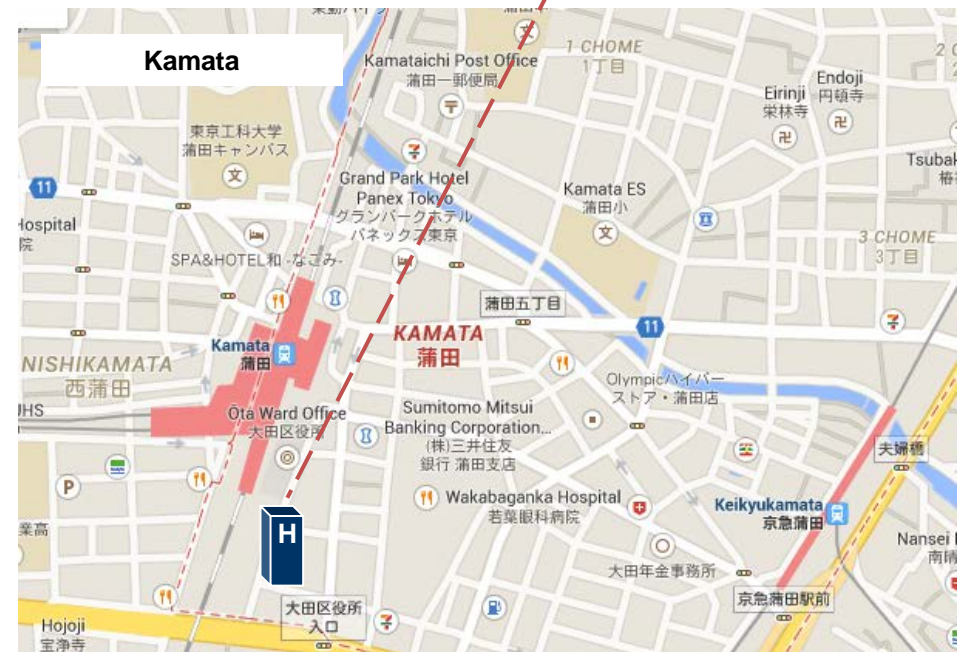 Kamata
Kamataichi Post Office
蒲田一郵便局
1 CHOME
1丁目
Endoji
円頓寺
Eirinji
栄林寺
東京工科大学
蒲田キャンパス
11
Hospital
院
Grand Park Hotel
Panex Tokyo
グランパークホテル
パネックス東京
Kamata ES
蒲田小
Tsubak
3 CHOME
3丁目
SPA&HOTEL和 -なごみ-
蒲田五丁目
11
KAMATA
蒲田
Kamata
蒲田
NISHIKAMATA
西蒲田
JHS
Ōta Ward Office
大田区役所
Sumitomo Mitsui
Banking Corporation...
(株)三井住友
銀行 蒲田支店
Olympicハイパー
ストア・蒲田店
夫婦橋
P
Wakabaganka Hospital
若葉眼科病院
Keikyukamata
京急蒲田
Nansei
南晴
業高
H
大田年金事務所
京急蒲田駅前
大田区役所
入口
Hojoji
宝浄寺